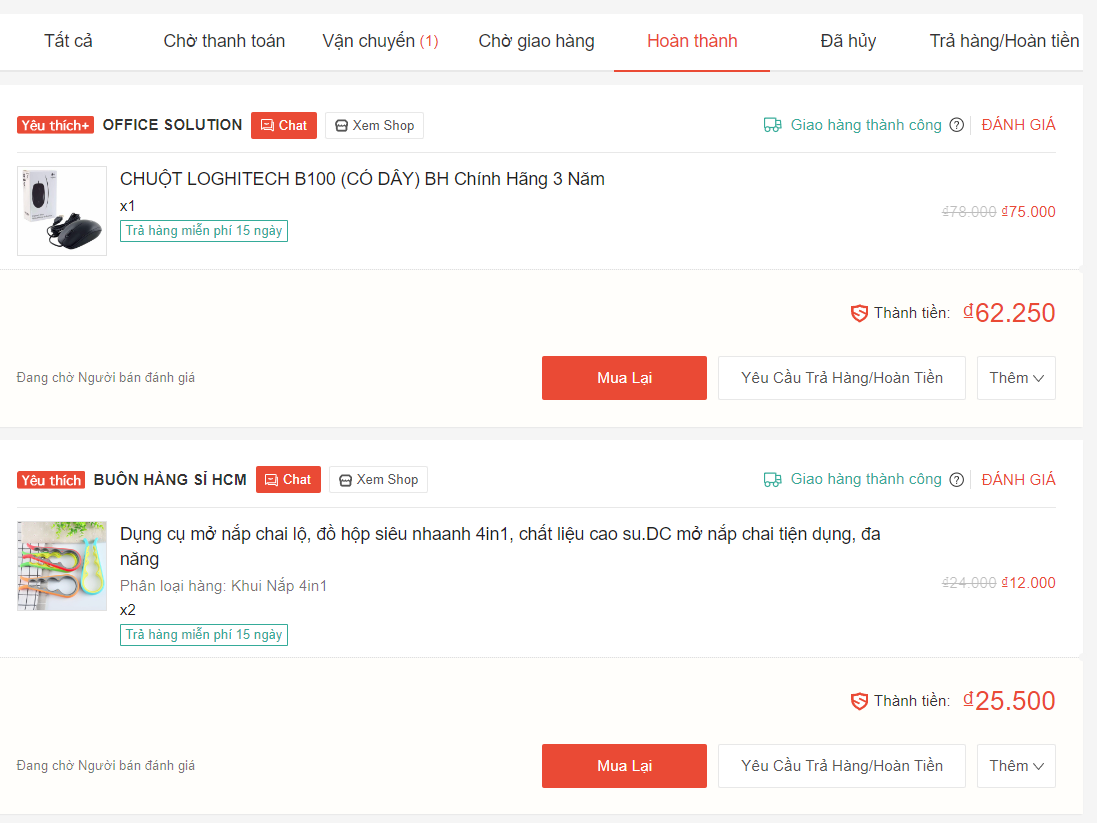 Tất cả
Chờ thanh toán
Vận chuyển (1)
Chờ giao hàng
Hoàn thành
Đã hủy
Trả hàng/Hoàn tiền
Yêu thích+ OFFICE SOLUTION Chat Xem Shop
Giao hàng thành công ? ĐÁNH GIÁ
CHUỘT LOGHITECH B100 (CÓ DÂY) BH Chính Hãng 3 Năm
x1
Trả hàng miễn phí 15 ngày
₫78.000 ₫75.000
Thành tiền: ₫62.250
Đang chờ Người bán đánh giá
Mua Lại
Yêu Cầu Trả Hàng/Hoàn Tiền
Thêm
Yêu thích BUÔN HÀNG SỈ HCM Chat Xem Shop
Giao hàng thành công ? ĐÁNH GIÁ
Dụng cụ mở nắp chai lộ, đồ hộp siêu nhaanh 4in1, chất liệu cao su.DC mở nắp chai tiện dụng, đa
năng
Phân loại hàng: Khui Nắp 4in1
x2
Trả hàng miễn phí 15 ngày
₫24.000 ₫12.000
Thành tiền: ₫25.500
Đang chờ Người bán đánh giá
Mua Lại
Yêu Cầu Trả Hàng/Hoàn Tiền
Thêm